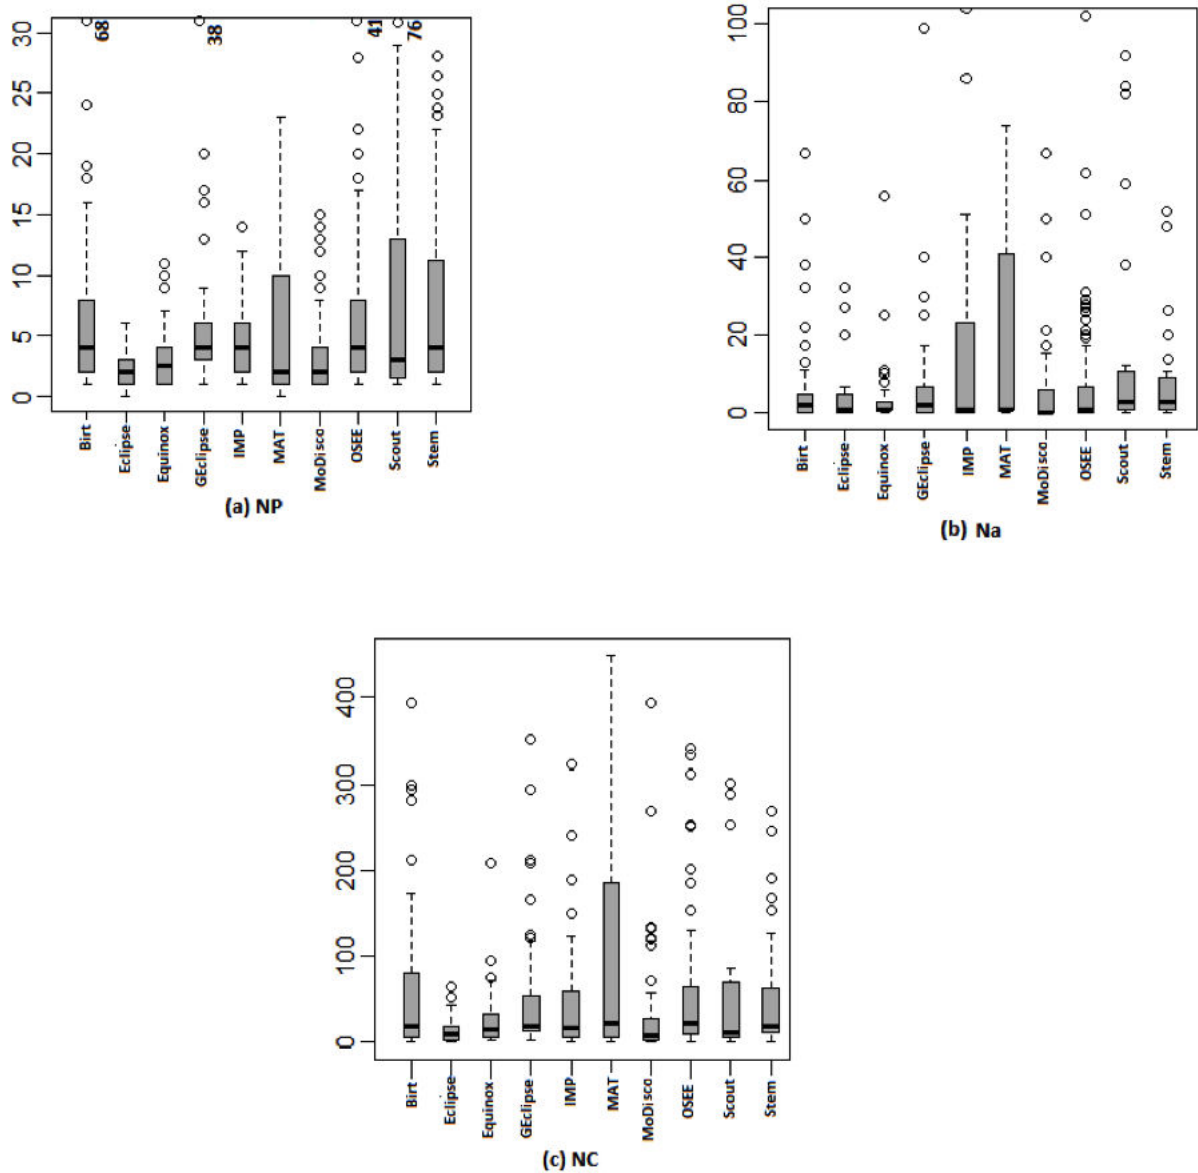 68 38 41 76
30
25
20
15
10
5
0
Birt Eclipse Equinox GEclipse IMP MAT MoDisco OSEE Scout Stem
(a) NP
100
80
60
40
20
0
Birt Eclipse Equinox GEclipse IMP MAT MoDisco OSEE Scout Stem
(b) Na
400
300
200
100
0
Birt Eclipse Equinox GEclipse IMP MAT MoDisco OSEE Scout Stem
(c) NC